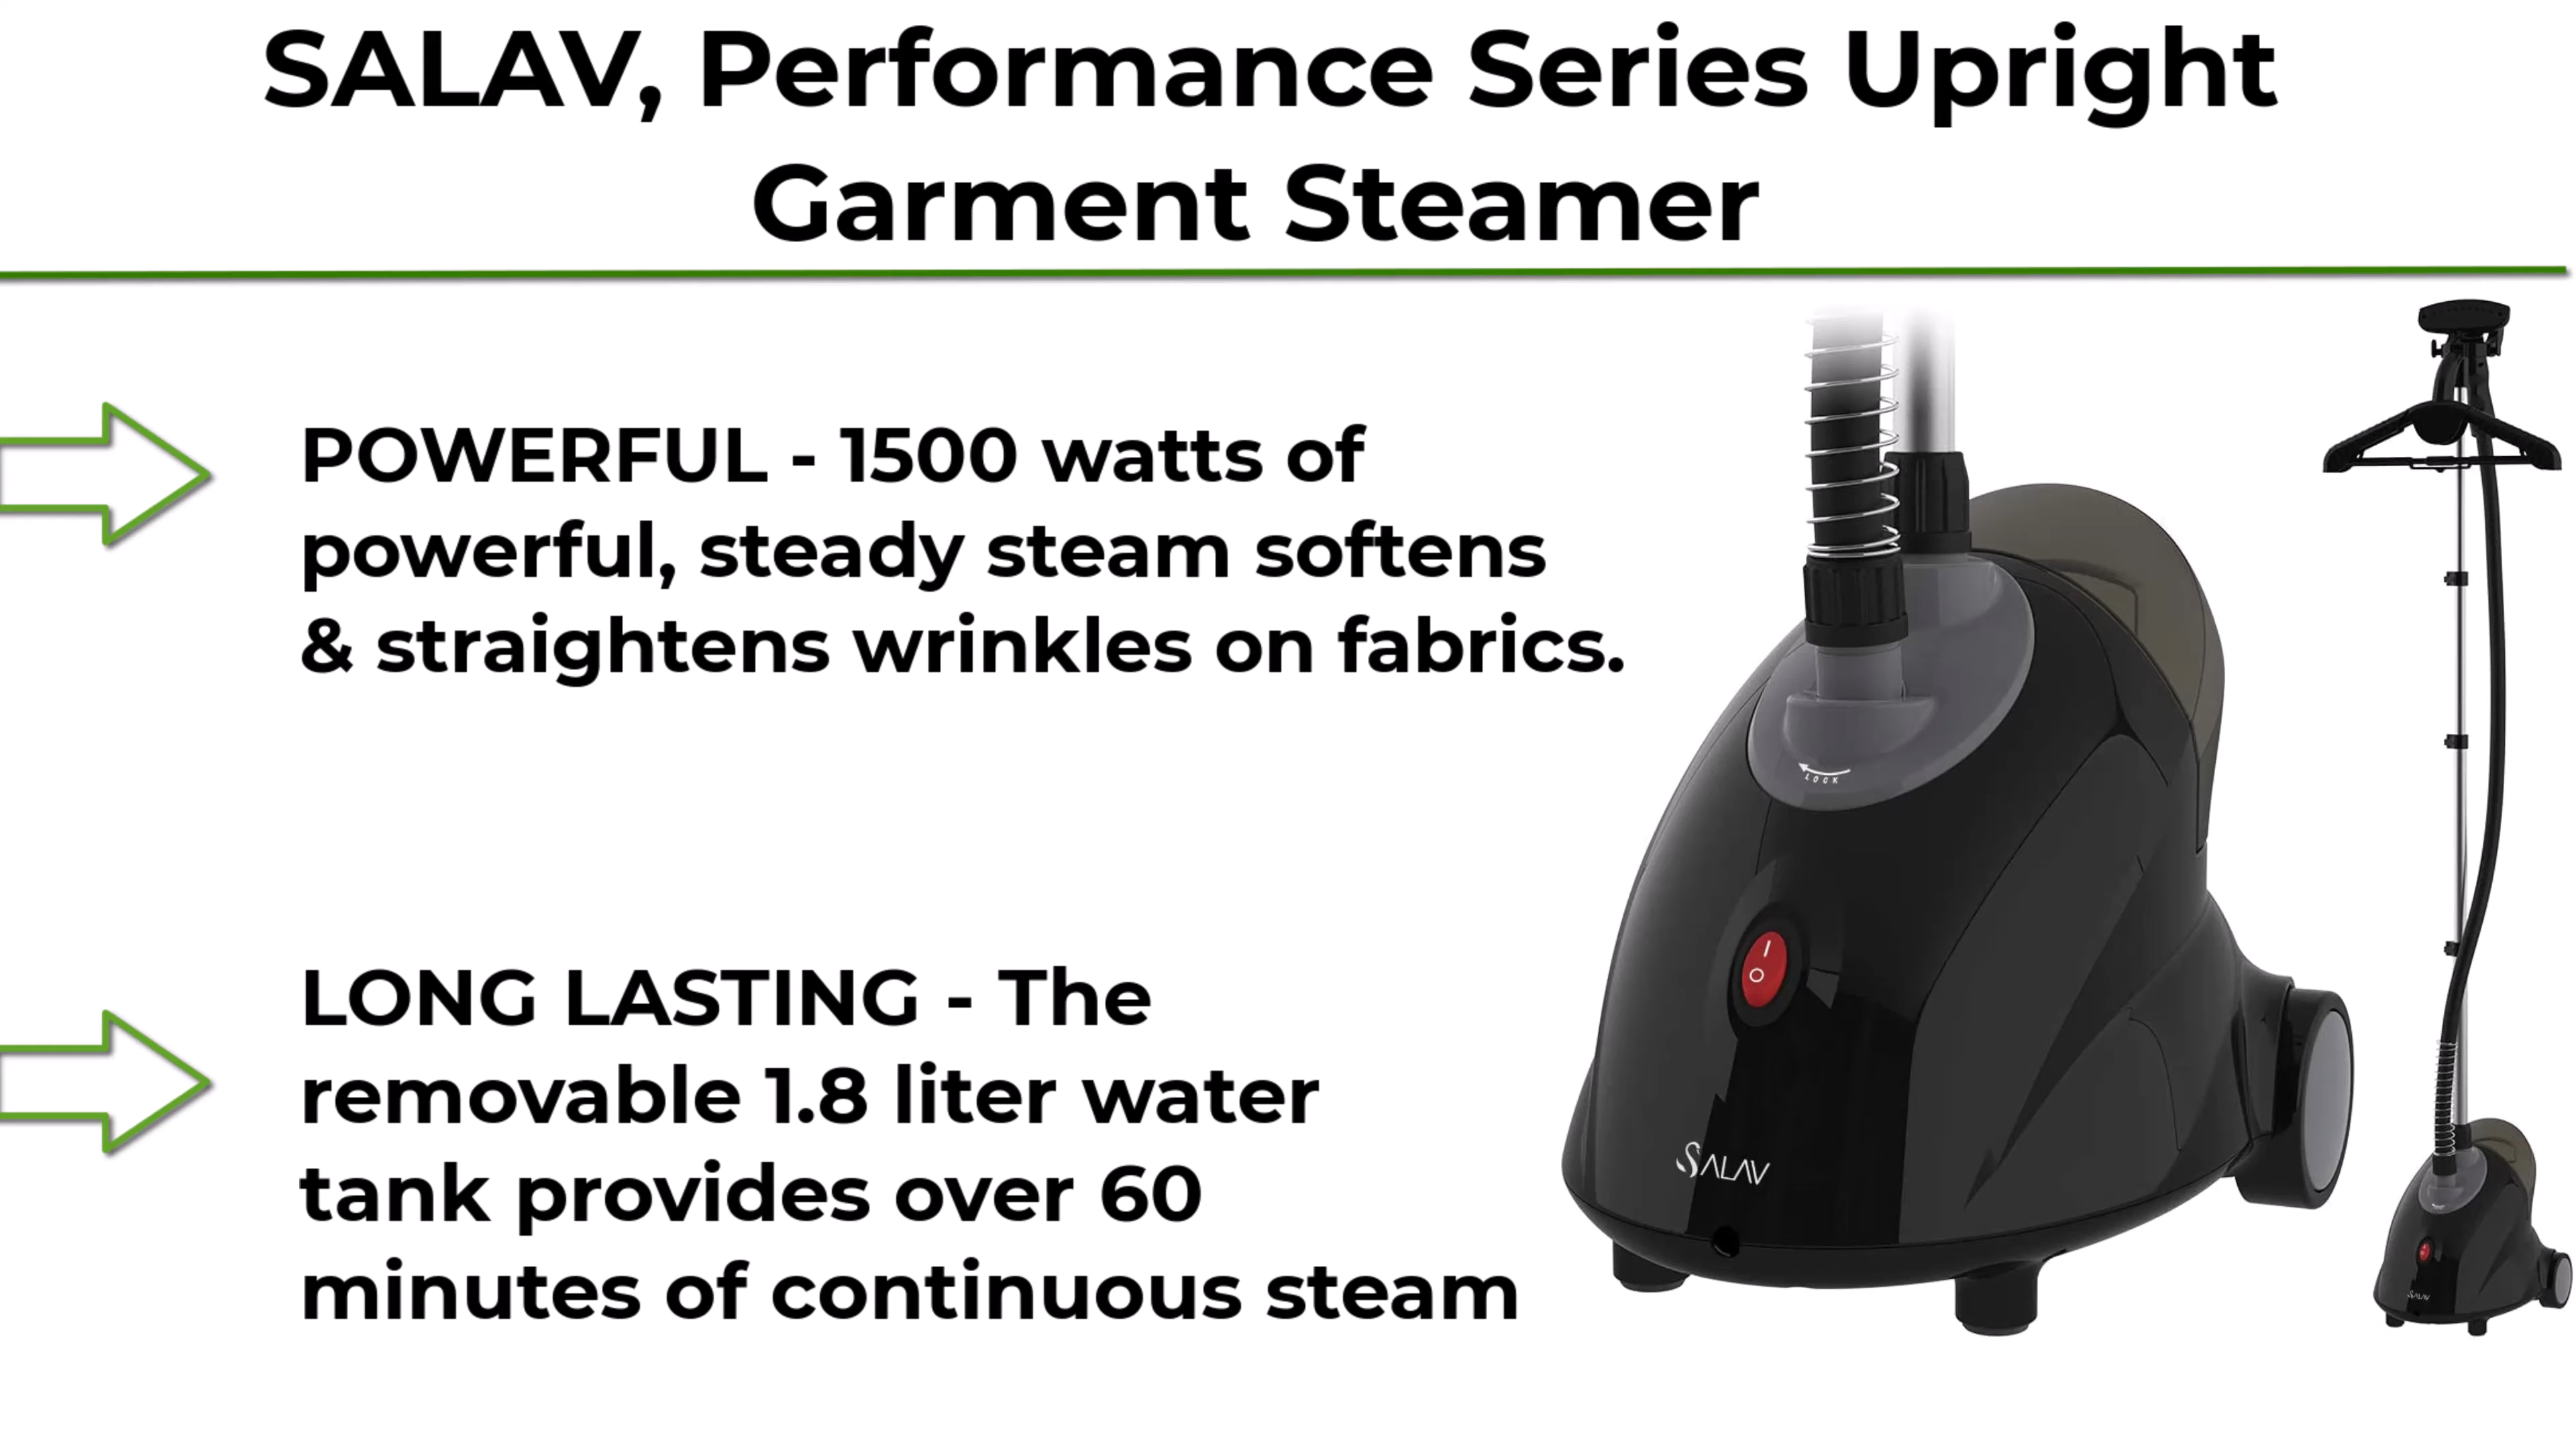 SALAV, Performance Series Upright
Garment Steamer
POWERFUL - 1500 watts of
powerful, steady steam softens
& straightens wrinkles on fabrics.
LONG LASTING - The
removable 1.8 liter water
tank provides over 60
minutes of continuous steam
LOCK
SALAV
SALAV